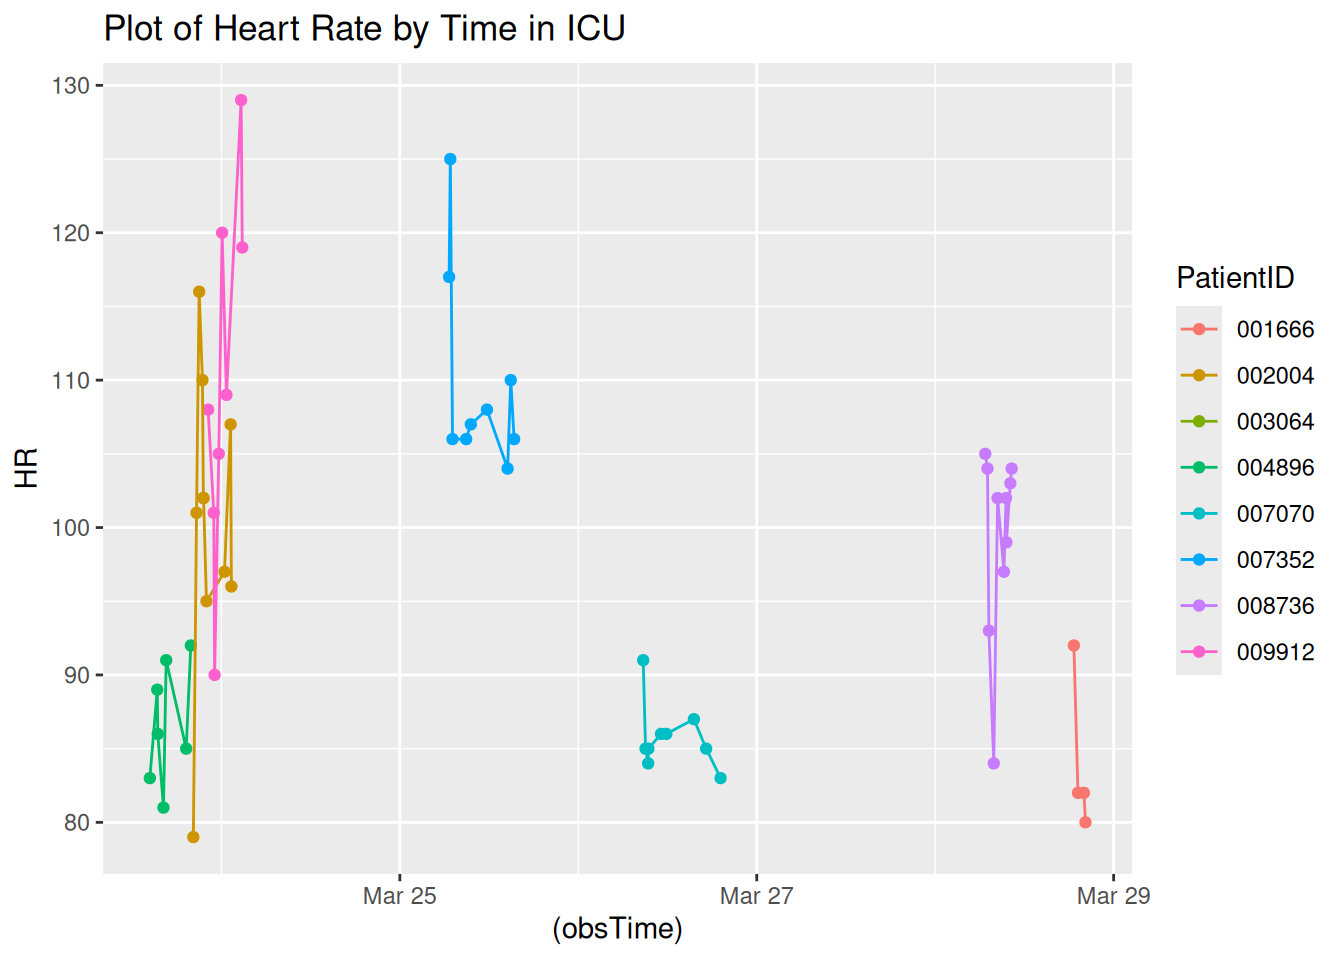 Plot of Heart Rate by Time in ICU
130
120
110
100
90
80
HR
Mar 25
Mar 27
Mar 29
(obsTime)
PatientID
001666
002004
003064
004896
007070
007352
008736
009912